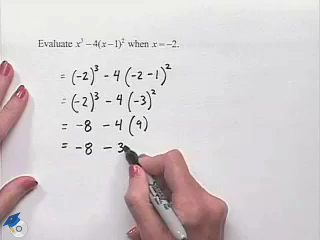 Evaluate x³ – 4(x – 1)² when x = –2.
= (-2)³ - 4(-2-1)²
= (-2)³ - 4(-3)²
= -8 - 4(9)
= -8 - 3